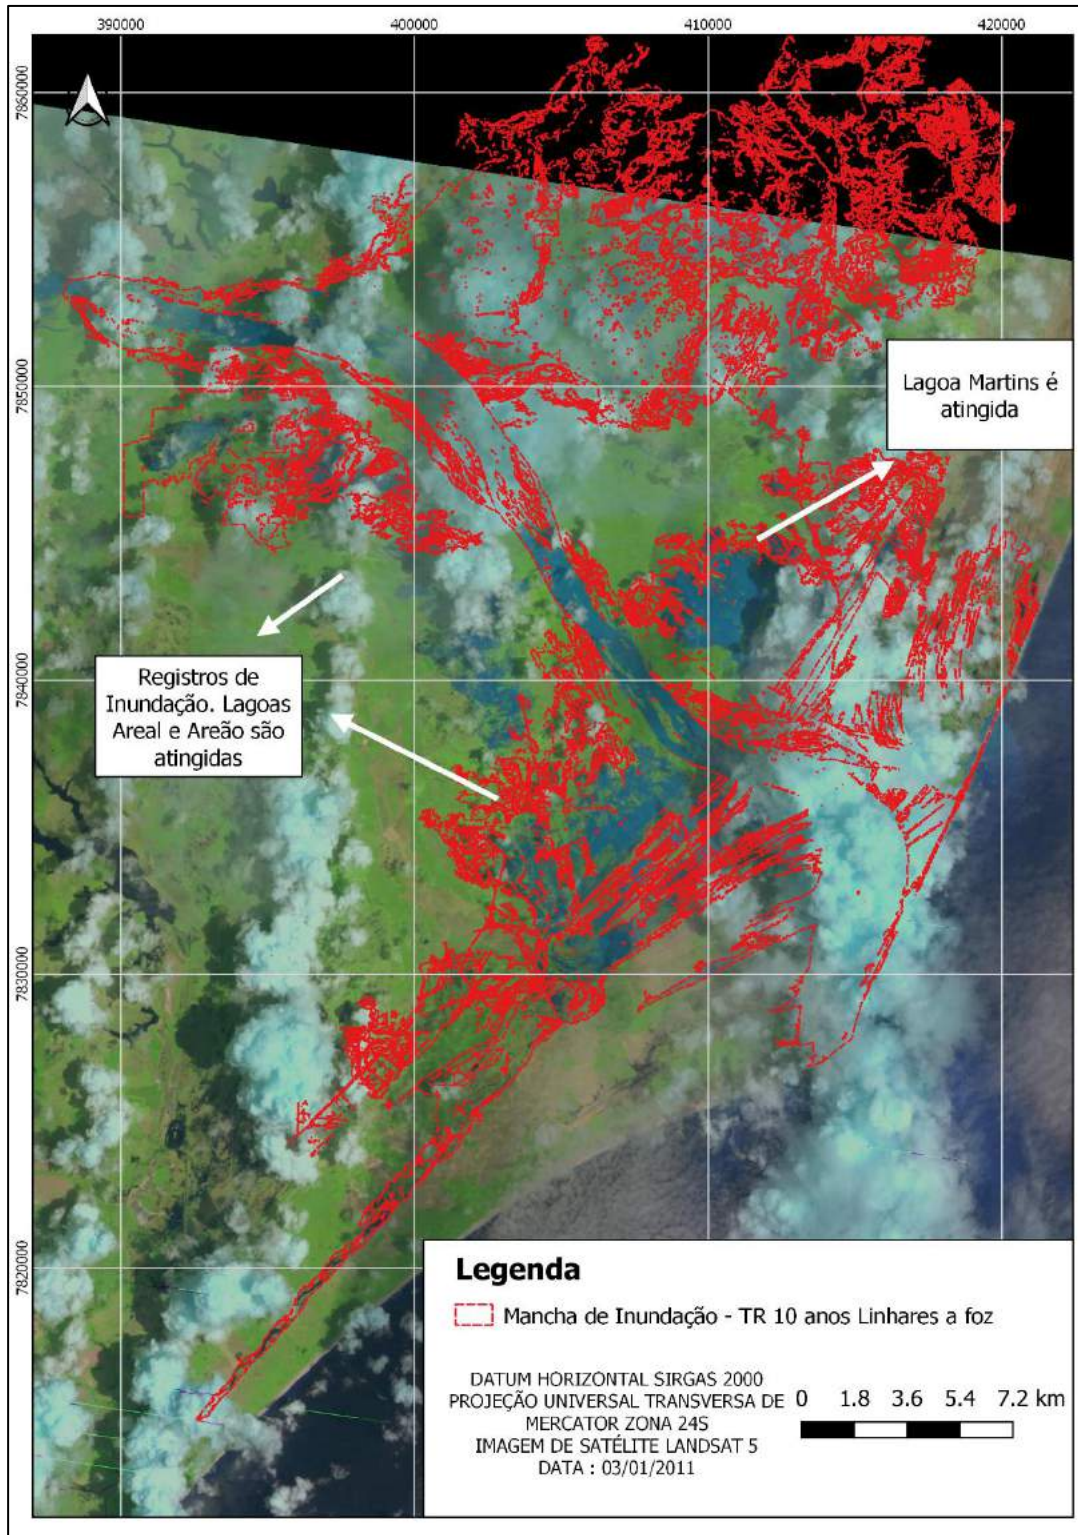 390000
400000
410000
420000
7860000
7850000
7840000
7830000
7820000
Lagoa Martins é
atingida
Registros de
Inundação. Lagoas
Areal e Areão são
atingidas
Legenda
Mancha de Inundação - TR 10 anos Linhares a foz
DATUM HORIZONTAL SIRGAS 2000
PROJEÇÃO UNIVERSAL TRANSVERSA DE
MERCATOR ZONA 24S
IMAGEM DE SATÉLITE LANDSAT 5
DATA : 03/01/2011
0 1.8 3.6 5.4 7.2 km